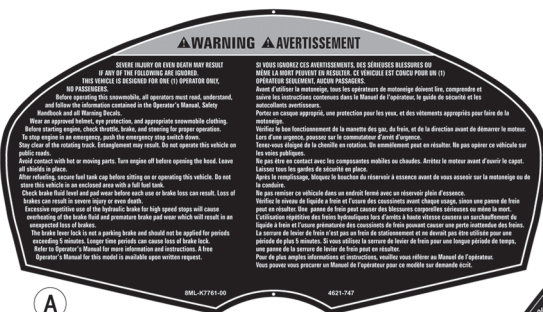 ⚠WARNING ⚠AVERTISSEMENT
SEVERE INJURY OR EVEN DEATH MAY RESULT
IF ANY OF THE FOLLOWING ARE IGNORED.
THIS VEHICLE IS DESIGNED FOR ONE (1) OPERATOR ONLY,
NO PASSENGERS.
Before operating this snowmobile, all operators must read, understand,
and follow the information contained in the Operator's Manual, Safety
Handbook and all Warning Decals.
Wear an approved helmet, eye protection, and appropriate snowmobile clothing.
Before starting engine, check throttle, brake, and steering for proper operation.
To stop engine in an emergency, push the emergency stop switch down.
Stay clear of the rotating track. Entanglement may result. Do not operate this vehicle on
public roads.
Avoid contact with hot or moving parts. Turn engine off before opening the hood. Leave
all shields in place.
After refueling, secure fuel tank cap before sitting on or operating this vehicle. Do not
store this vehicle in an enclosed area with a full fuel tank.
Check brake fluid level and pad wear before each use or brake loss can result. Loss of
brakes can result in severe injury or even death.
Excessive repetitive use of the hydraulic brake for high speed stops will cause
overheating of the brake fluid and premature brake pad wear which will result in an
unexpected loss of brakes.
The brake lever lock is not a parking brake and should not be applied for periods
exceeding 5 minutes. Longer time periods can cause loss of brake lock.
Refer to Operator's Manual for more information and instructions. A free
Operator's Manual for this model is available upon written request.
SI VOUS IGNOREZ CES AVERTISSEMENTS, DES SÉRIEUSES BLESSURES OU
MÊME LA MORT PEUVENT EN RESULTER. CE VÉHICULE EST CONCU POUR UN (1)
OPÉRATEUR SEULEMENT, AUCUN PASSAGERS.
Avant d'utiliser la motoneige, tous les opérateurs de motoneige doivent lire, comprendre et
suivre les instructions contenues dans le Manuel de l'opérateur, le guide de sécurité et les
autocollants avertisseurs.
Portez un casque approprié, une protection pour les yeux, et des vêtements appropriés pour faire de la
motoneige.
Vérifiez le bon fonctionnement de la manette des gaz, du frein, et de la direction avant de démarrer le moteur.
Lors d'une urgence, poussez sur le commutateur d'arrêt d'urgence.
Tenez-vous éloigné de la chenille en rotation. Un emmêlement peut en résulter. Ne pas opérer ce véhicule sur
les voies publiques.
Ne pas être en contact avec les composantes mobiles ou chaudes. Arrêtez le moteur avant d'ouvrir le capot.
Laissez tous les gardes de sécurité en place.
Après le remplissage, bloquez le bouchon du réservoir à essence avant de vous asseoir sur la motoneige ou de
la conduire.
Ne pas remiser ce véhicule dans un endroit fermé avec un réservoir plein d'essence.
Vérifiez le niveau de liquide à frein et l'usure des coussinets avant chaque usage, sinon une panne de frein
peut en résulter. Une panne de frein peut causer des blessures corporelles sérieuses ou même la mort.
L'utilisation répétitive des freins hydrauliques lors d'arrêts à haute vitesse causera un surchauffement du
liquide à frein et l'usure prématurée des coussinets de frein pouvant causer une perte inattendue des freins.
La serrure de levier de frein n'est pas un frein de stationnement et ne devrait pas être utilisée pour une
période de plus 5 minutes. Si vous utilisez la serrure de levier de frein pour une longue période de temps,
une panne de la serrure de levier de frein peut en résulter.
Pour de plus amples informations et instructions, veuillez vous référer au Manuel de l'opérateur.
Vous pouvez vous procurer un Manuel de l'opérateur pour ce modèle sur demande écrit.
8ML-K7761-00 4621-747
A